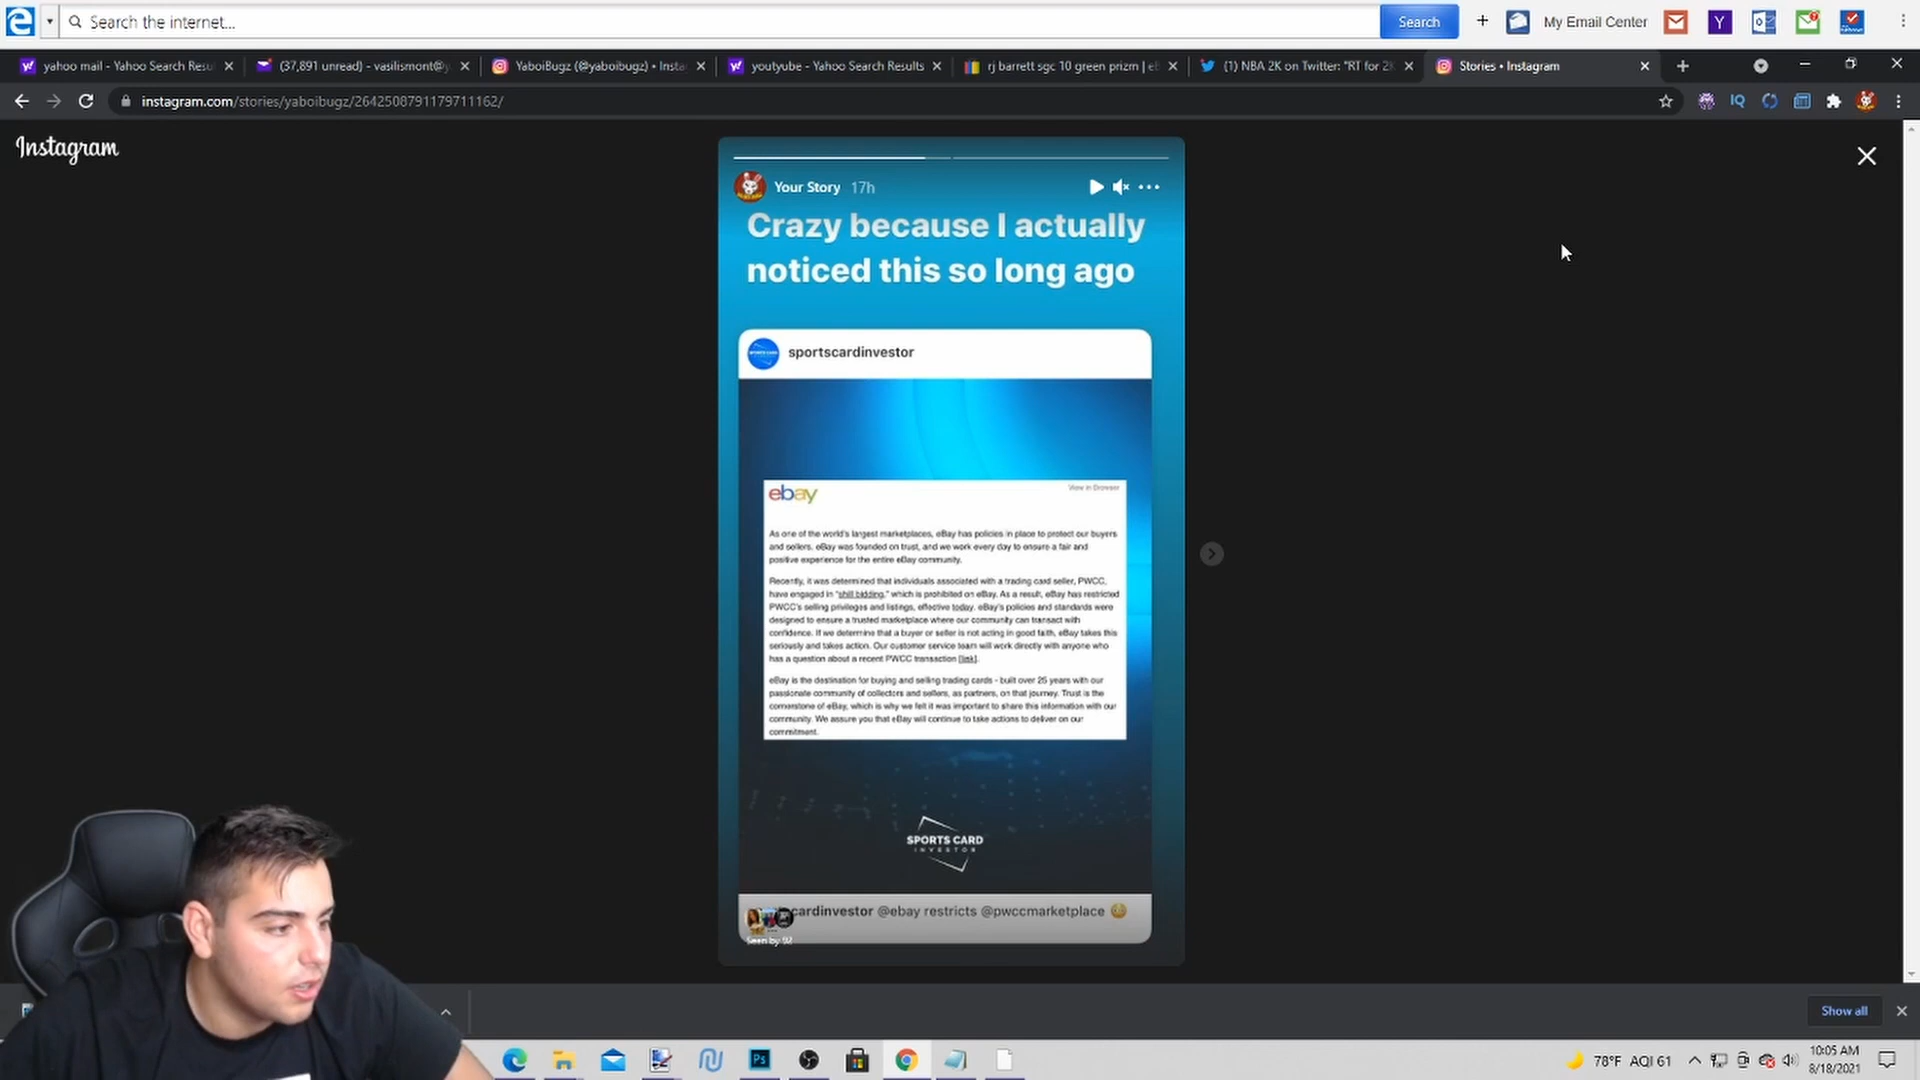 Search the internet...
Search
My Email Center
yahoo mail - Yahoo Search Resu
(37,891 unread) - vasilismont@y
YaboiBugz (@yaboibugz) • Insta
youtyube - Yahoo Search Results
rj barrett sgc 10 green prizm | e
(1) NBA 2K on Twitter: "RT for 2K
Stories • Instagram
instagram.com/stories/yaboibugz/2642508791179711162/
Instagram
Your Story 17h
Crazy because I actually
noticed this so long ago
sportscardinvestor
ebay
View in Browser
As one of the world's largest marketplaces, eBay has policies in place to protect our buyers
and sellers. eBay was founded on trust, and we work every day to ensure a fair and
positive experience for the entire eBay community.
Recently, it was determined that individuals associated with a trading card seller, PWCC,
have engaged in "shill bidding," which is prohibited on eBay. As a result, eBay has restricted
PWCC's selling privileges and listings, effective today. eBay's policies and standards were
designed to ensure a trusted marketplace where our community can transact with
confidence. If we determine that a buyer or seller is not acting in good faith, eBay takes this
seriously and takes action. Our customer service team will work directly with anyone who
has a question about a recent PWCC transaction [link].
eBay is the destination for buying and selling trading cards - built over 25 years with our
passionate community of collectors and sellers, as partners, on that journey. Trust is the
cornerstone of eBay, which is why we felt it was important to share this information with our
community. We assure you that eBay will continue to take actions to deliver on our
commitment.
SPORTS CARD
INVESTOR
cardinvestor @ebay restricts @pwccmarketplace
Seen by 92
Show all
78°F AQI 61
10:05 AM
8/18/2021